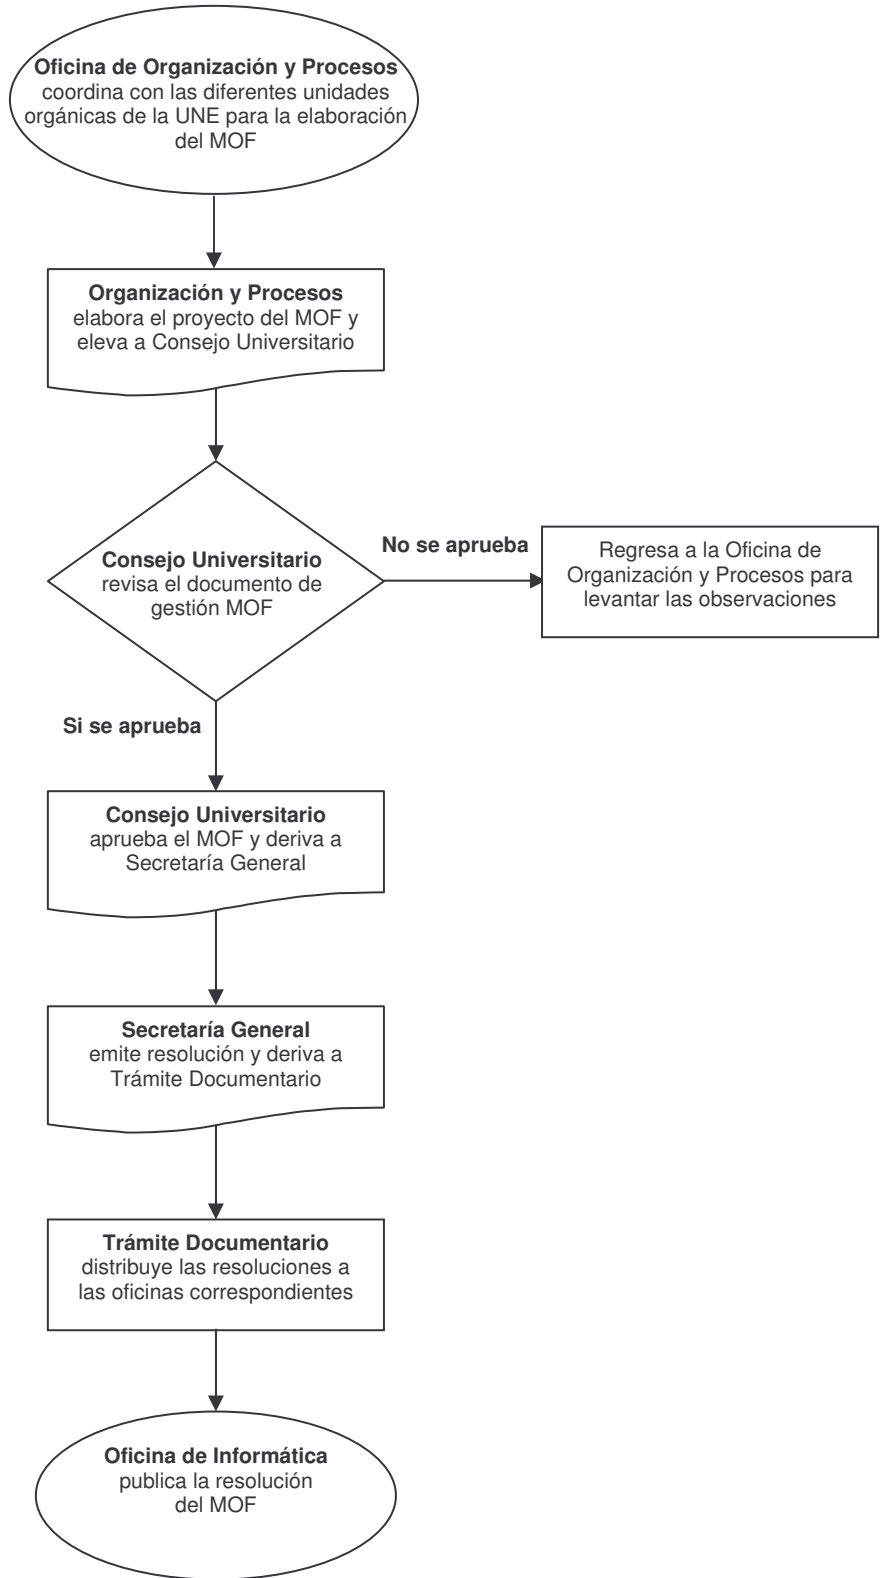 Oficina de Organización y Procesos
coordina con las diferentes unidades
orgánicas de la UNE para la elaboración
del MOF
Organización y Procesos
elabora el proyecto del MOF y
eleva a Consejo Universitario
Consejo Universitario
revisa el documento de
gestión MOF
No se aprueba
Regresa a la Oficina de
Organización y Procesos para
levantar las observaciones
Si se aprueba
Consejo Universitario
aprueba el MOF y deriva a
Secretaría General
Secretaría General
emite resolución y deriva a
Trámite Documentario
Trámite Documentario
distribuye las resoluciones a
las oficinas correspondientes
Oficina de Informática
publica la resolución
del MOF